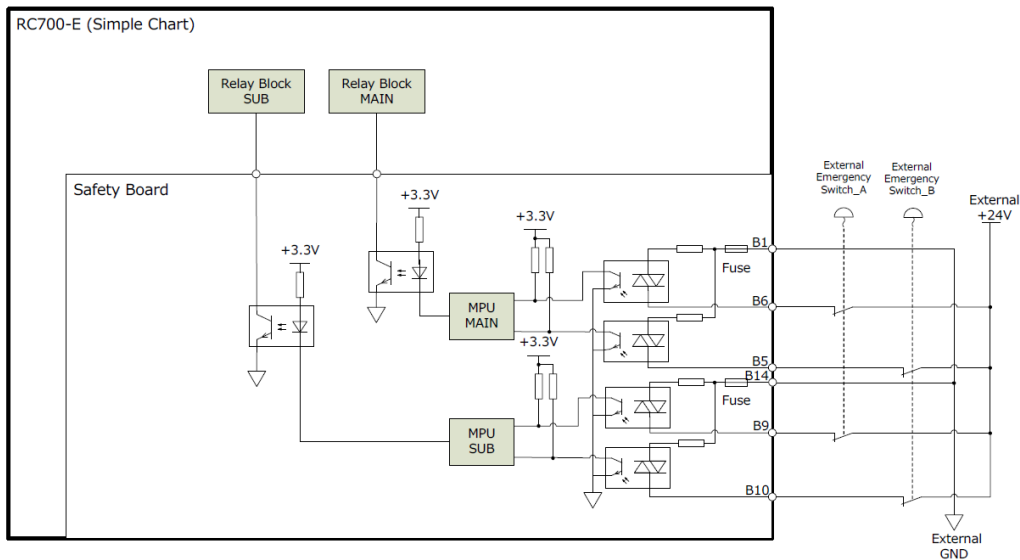 RC700-E (Simple Chart)
Relay Block
SUB
Relay Block
MAIN
Safety Board
+3.3V
+3.3V
+3.3V
+3.3V
MPU
MAIN
MPU
SUB
Fuse
Fuse
B1
B6
B5
B14
B9
B10
External
Emergency
Switch_A
External
Emergency
Switch_B
External
+24V
External
GND